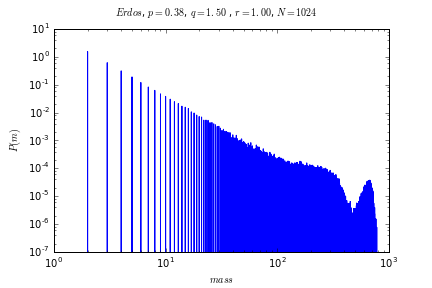 Erdos, p = 0.38, q = 1.50 , r = 1.00, N = 1024
10^1
10^0
10^-1
10^-2
10^-3
10^-4
10^-5
10^-6
10^-7
P(m)
10^0 10^1 10^2 10^3
mass